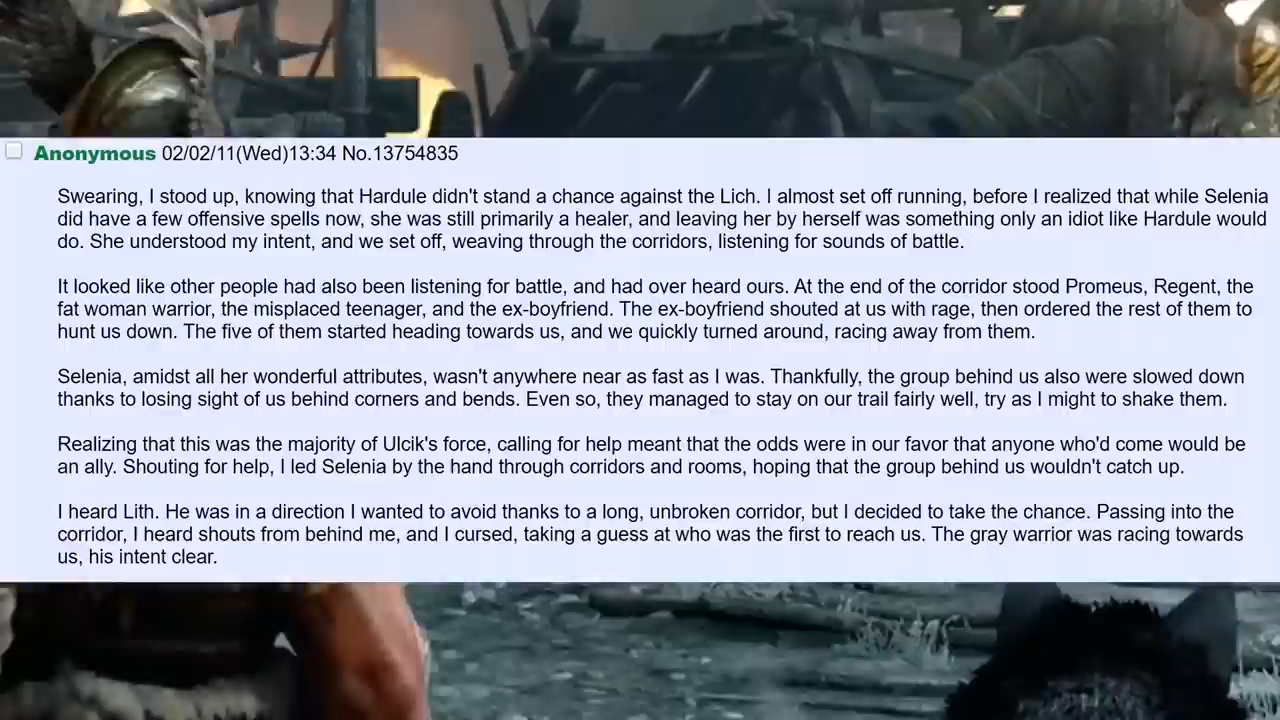 Anonymous 02/02/11(Wed)13:34 No.13754835
Swearing, I stood up, knowing that Hardule didn't stand a chance against the Lich. I almost set off running, before I realized that while Selenia
did have a few offensive spells now, she was still primarily a healer, and leaving her by herself was something only an idiot like Hardule would
do. She understood my intent, and we set off, weaving through the corridors, listening for sounds of battle.
It looked like other people had also been listening for battle, and had over heard ours. At the end of the corridor stood Promeus, Regent, the
fat woman warrior, the misplaced teenager, and the ex-boyfriend. The ex-boyfriend shouted at us with rage, then ordered the rest of them to
hunt us down. The five of them started heading towards us, and we quickly turned around, racing away from them.
Selenia, amidst all her wonderful attributes, wasn't anywhere near as fast as I was. Thankfully, the group behind us also were slowed down
thanks to losing sight of us behind corners and bends. Even so, they managed to stay on our trail fairly well, try as I might to shake them.
Realizing that this was the majority of Ulcik's force, calling for help meant that the odds were in our favor that anyone who'd come would be
an ally. Shouting for help, I led Selenia by the hand through corridors and rooms, hoping that the group behind us wouldn't catch up.
I heard Lith. He was in a direction I wanted to avoid thanks to a long, unbroken corridor, but I decided to take the chance. Passing into the
corridor, I heard shouts from behind me, and I cursed, taking a guess at who was the first to reach us. The gray warrior was racing towards
us, his intent clear.